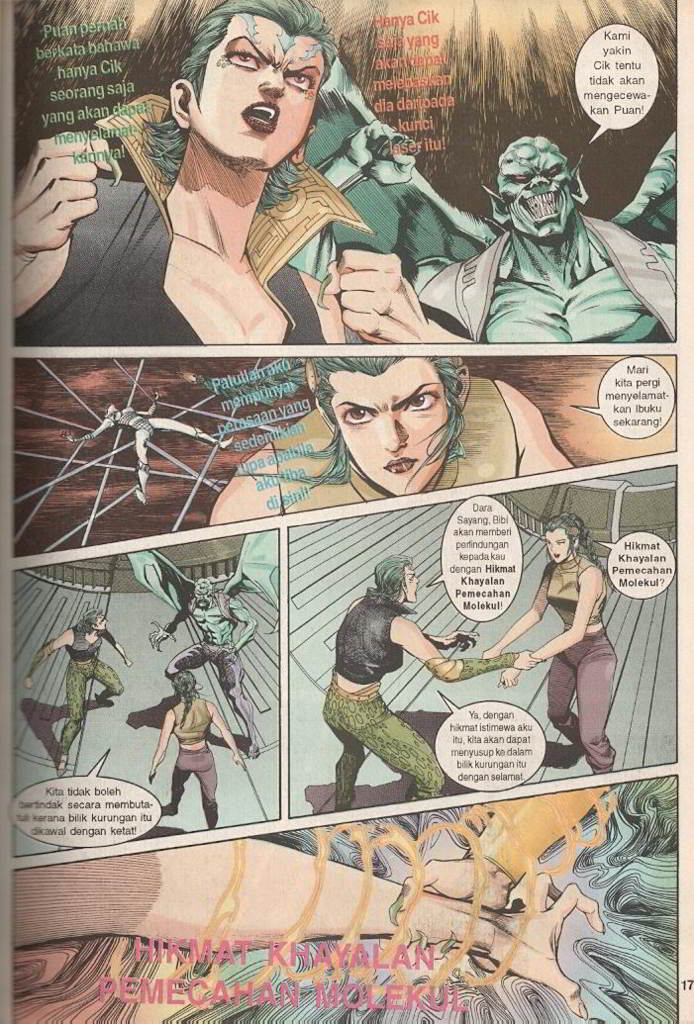 Puan pernah
berkata bahawa
hanya Cik
seorang saja
yang akan dapat
menyelamat-
kannya!
Hanya Cik
saja yang
akan dapat
melepaskan
dia daripada
kunci
laser itu!
Kami
yakin
Cik tentu
tidak akan
mengecewa-
kan Puan!
Patutlah aku
mempunyai
perasaan yang
sedemikian
rupa apabila
aku tiba
di sini!
Mari
kita pergi
menyelamat-
kan Ibuku
sekarang!
Kita tidak boleh
bertindak secara membuta-
tuli kerana bilik kurungan itu
dikawal dengan ketat!
Dara
Sayang, Bibi
akan memberi
perlindungan
kepada kau
dengan Hikmat
Khayalan
Pemecahan
Molekul!
Hikmat
Khayalan
Pemecahan
Molekul?
Ya, dengan
hikmat istimewa aku
itu, kita akan dapat
menyusup ke dalam
bilik kurungan itu
dengan selamat.
HIKMAT KHAYALAN
PEMECAHAN MOLEKUL
17